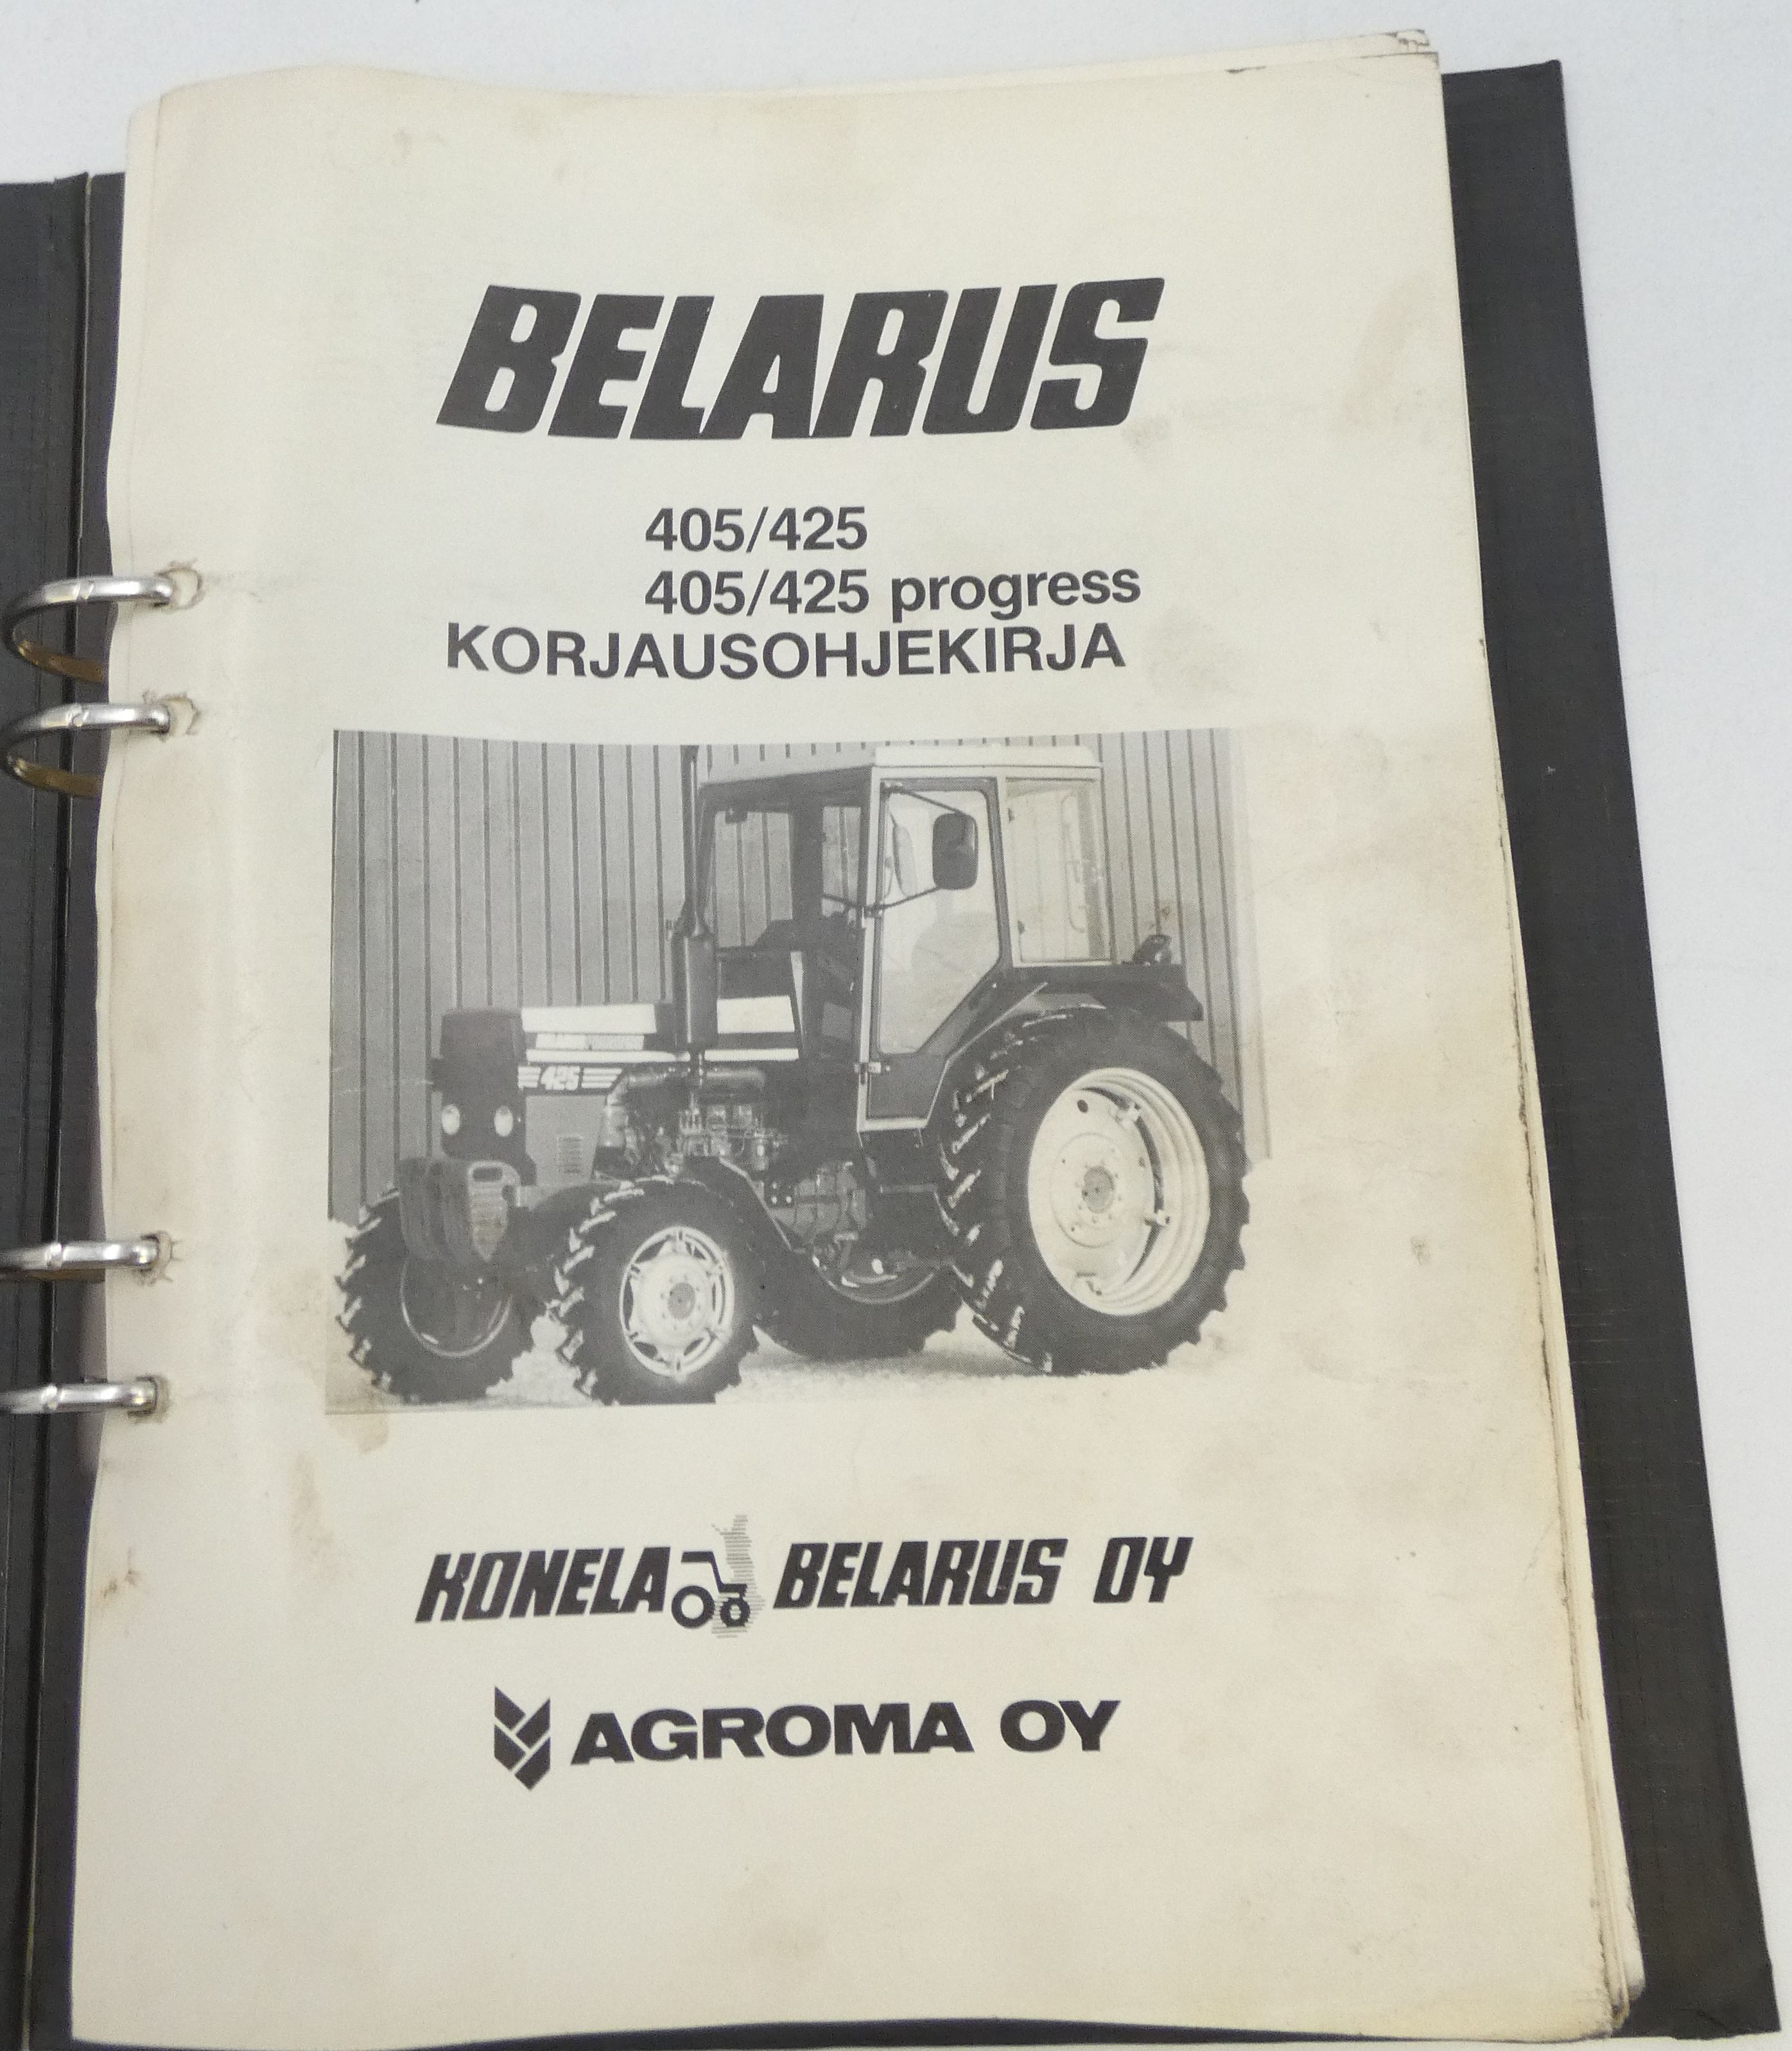 BELARUS
405/425
405/425 progress
KORJAUSOHJEKIRJA
425
KONELA BELARUS OY
AGROMA OY